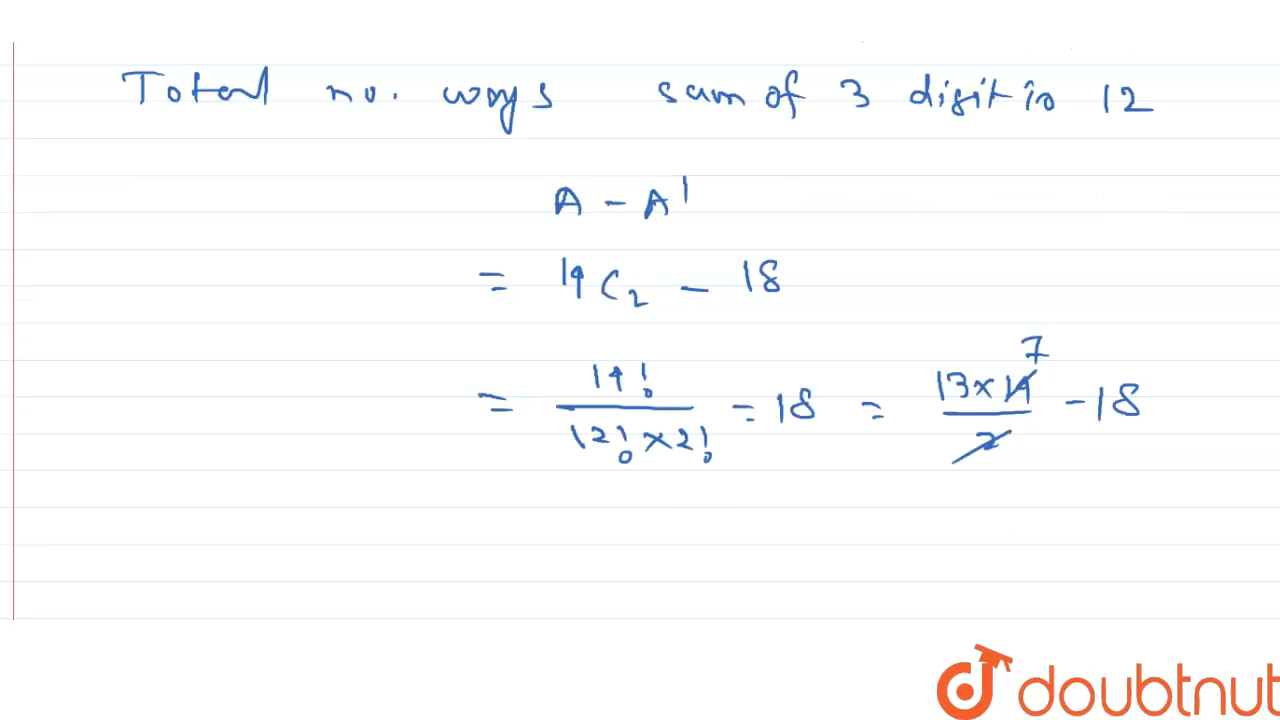 Total no. ways sum of 3 digit is 12
A - A'
= 14C2 - 18
= 14! / 12! × 2! = 18 = 13 × 14 7 / 2 - 18
doubtnut